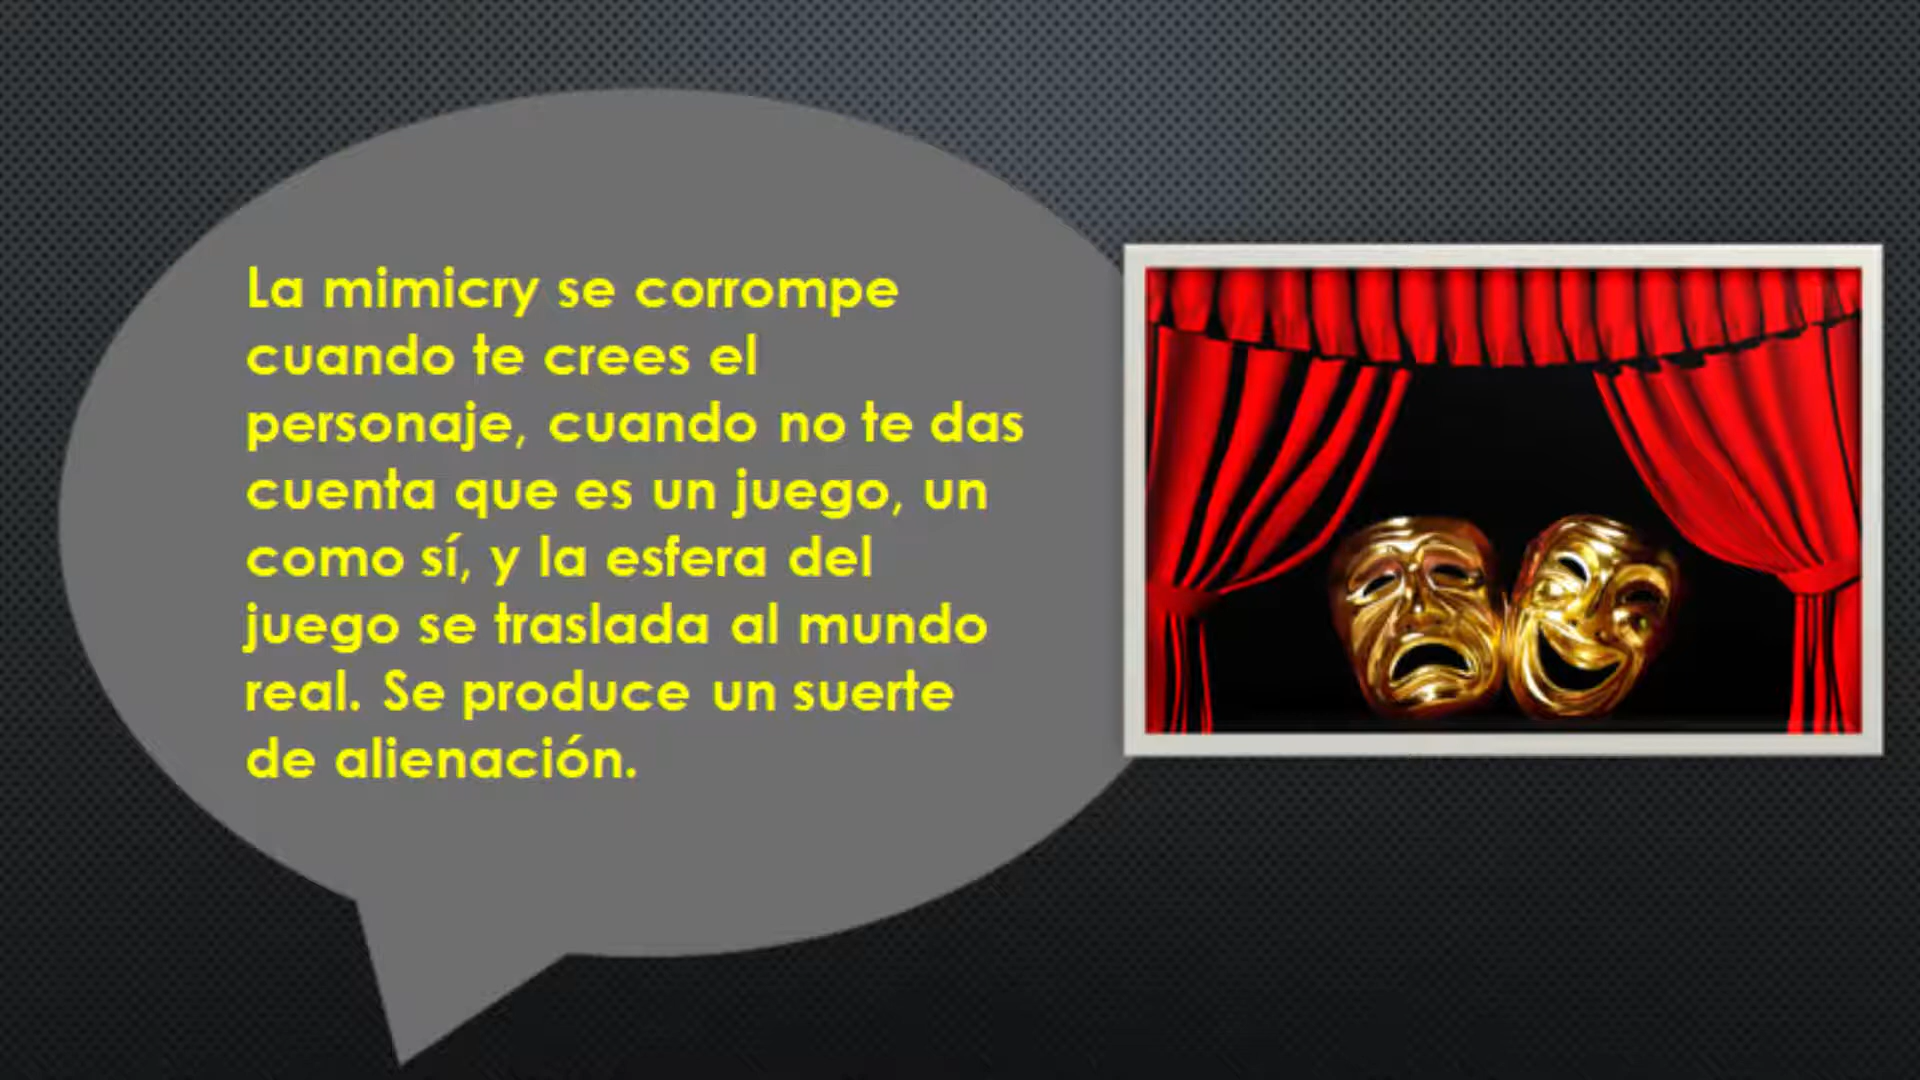 La mimicry se corrompe
cuando te crees el
personaje, cuando no te das
cuenta que es un juego, un
como sí, y la esfera del
juego se traslada al mundo
real. Se produce un suerte
de alienación.